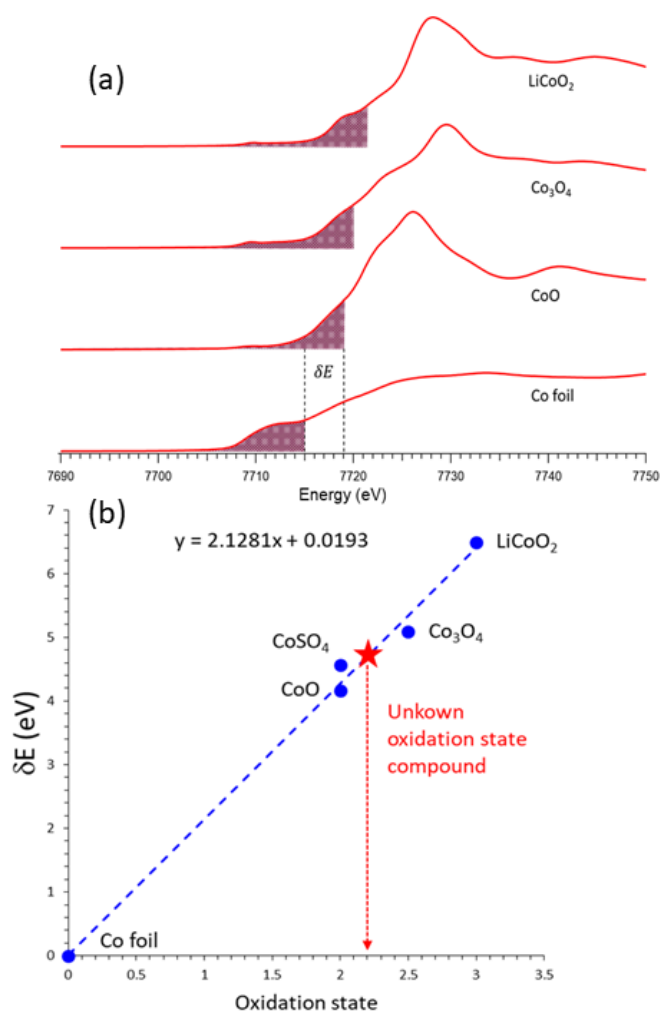 (a)
LiCoO₂
Co₃O₄
CoO
δE
Co foil
7690 7700 7710 7720 7730 7740 7750
Energy (eV)
(b)
7
6
5
4
3
2
1
0
δE (eV)
y = 2.1281x + 0.0193
LiCoO₂
CoSO₄
Co₃O₄
CoO
Unkown
oxidation state
compound
Co foil
0 0.5 1 1.5 2 2.5 3 3.5
Oxidation state